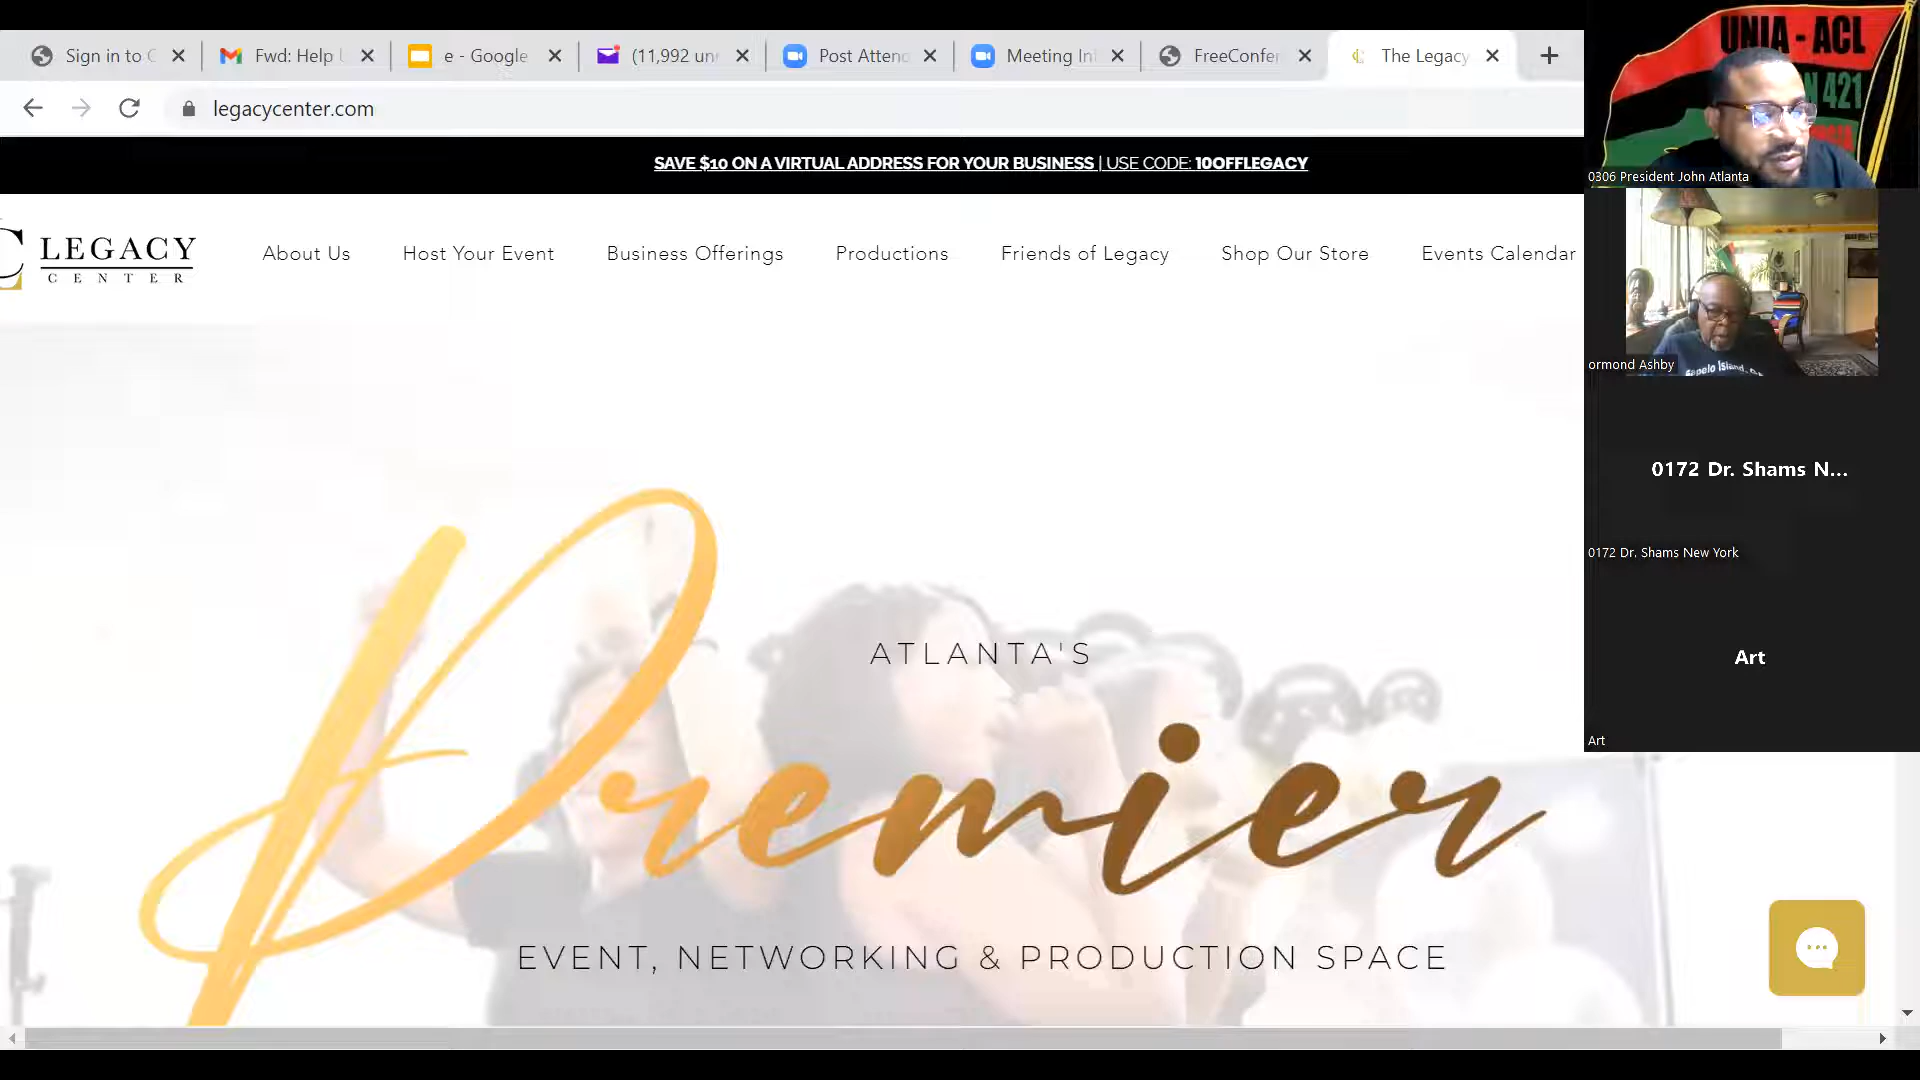 Sign in to
Fwd: Help
e - Google
(11,992 un
Post Attend
Meeting In
FreeConfer
The Legacy
legacycenter.com
SAVE $10 ON A VIRTUAL ADDRESS FOR YOUR BUSINESS | USE CODE: 10OFFLEGACY
LEGACY
CENTER
About Us
Host Your Event
Business Offerings
Productions
Friends of Legacy
Shop Our Store
Events Calendar
ATLANTA'S
Premier
EVENT, NETWORKING & PRODUCTION SPACE
UNIA - ACL
421
0306 President John Atlanta
Sapelo Island
ormond Ashby
0172 Dr. Shams N...
0172 Dr. Shams New York
Art
Art